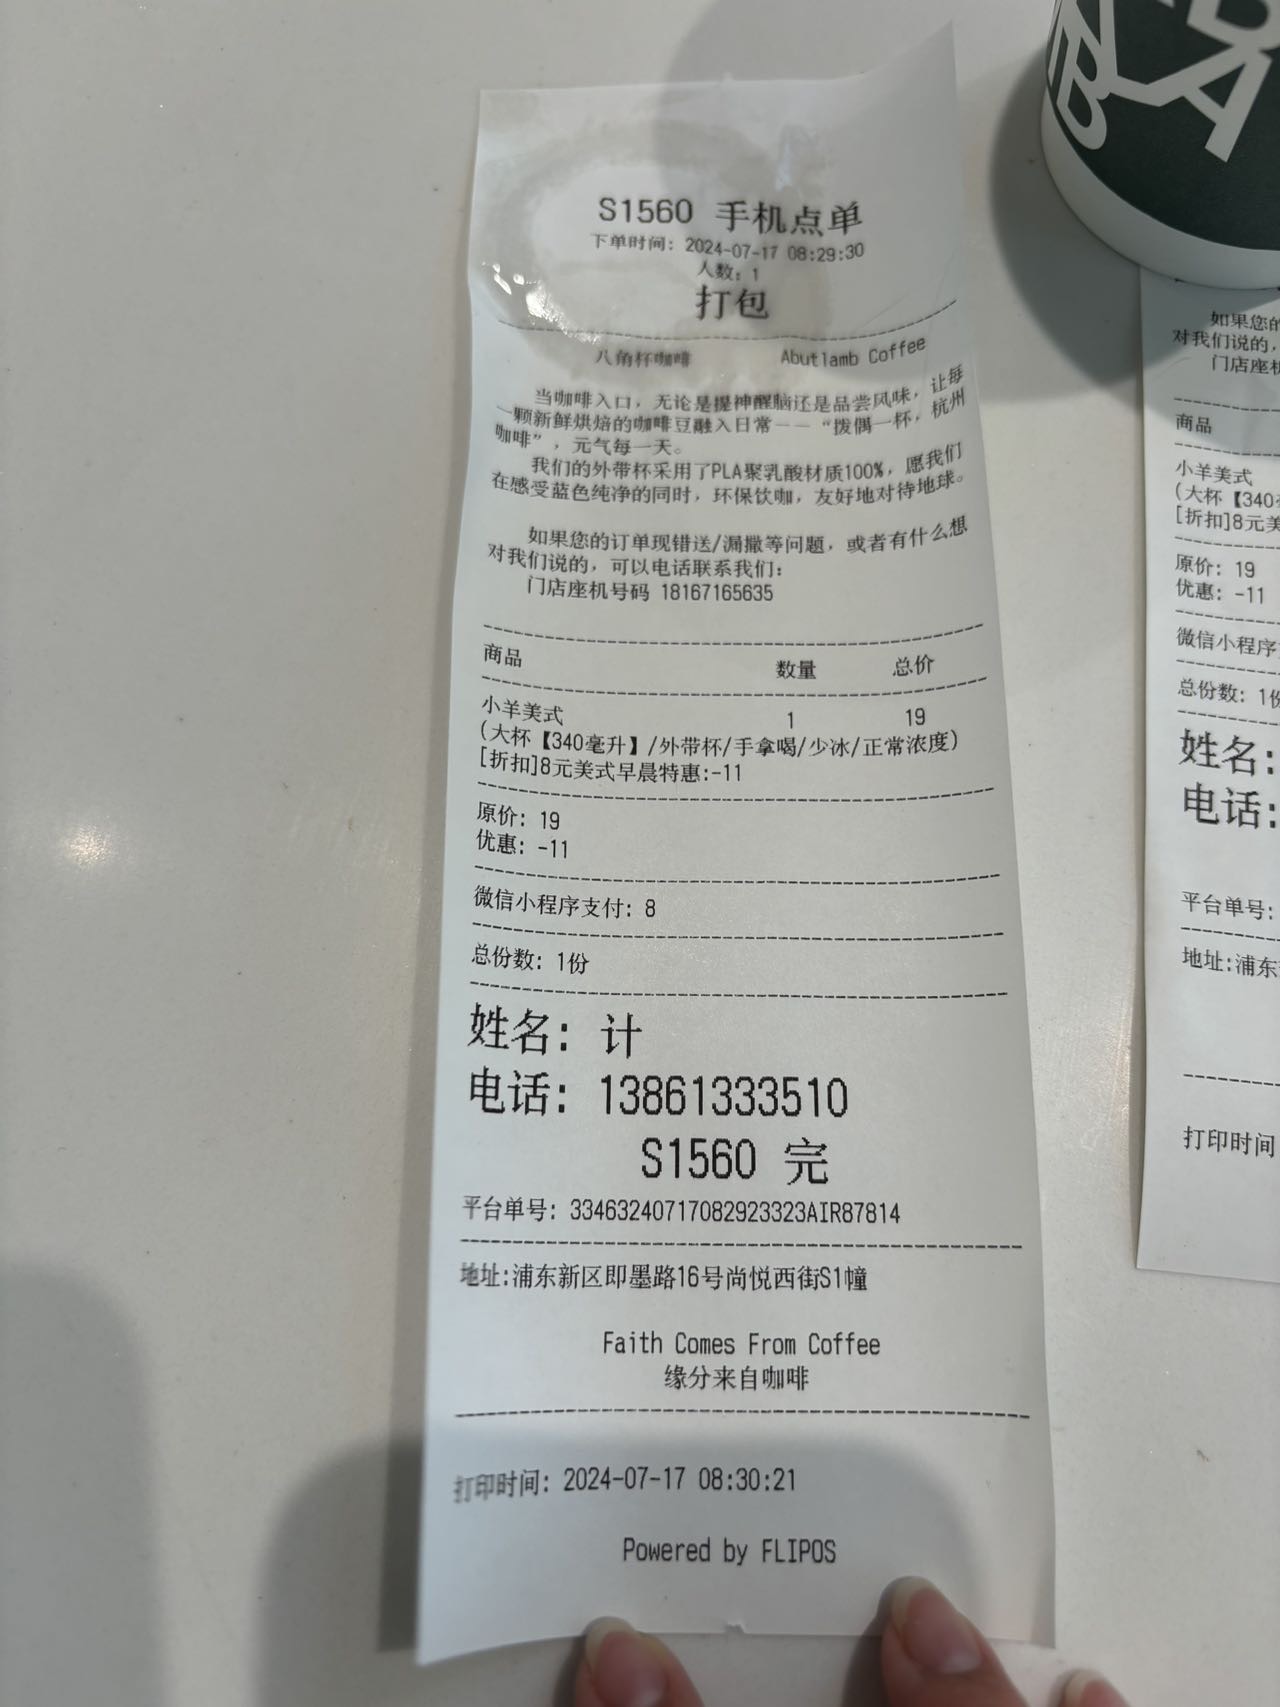 S1560 手机点单
下单时间: 2024-07-17 08:29:30
人数: 1
打包
八角杯咖啡 Abutlamb Coffee
当咖啡入口，无论是提神醒脑还是品尝风味，让每
一颗新鲜烘焙的咖啡豆融入日常——“拨偶一杯，杭州
咖啡”，元气每一天。
我们的外带杯采用了PLA聚乳酸材质100%，愿我们
在感受蓝色纯净的同时，环保饮咖，友好地对待地球。
如果您的订单现错送/漏撒等问题，或者有什么想
对我们说的，可以电话联系我们:
门店座机号码 18167165635
商品 数量 总价
小羊美式 1 19
(大杯【340毫升】/外带杯/手拿喝/少冰/正常浓度)
[折扣]8元美式早晨特惠:-11
原价: 19
优惠: -11
微信小程序支付: 8
总份数: 1份
姓名: 计
电话: 13861333510
S1560 完
平台单号: 33463240717082923323AIR87814
地址:浦东新区即墨路16号尚悦西街S1幢
Faith Comes From Coffee
缘分来自咖啡
打印时间: 2024-07-17 08:30:21
Powered by FLIPOS
如果您的
对我们说的，
门店座机
商品
小羊美式
(大杯【340
[折扣]8元美
原价: 19
优惠: -11
微信小程序
总份数: 1份
姓名:
电话:
平台单号:
地址:浦东
打印时间